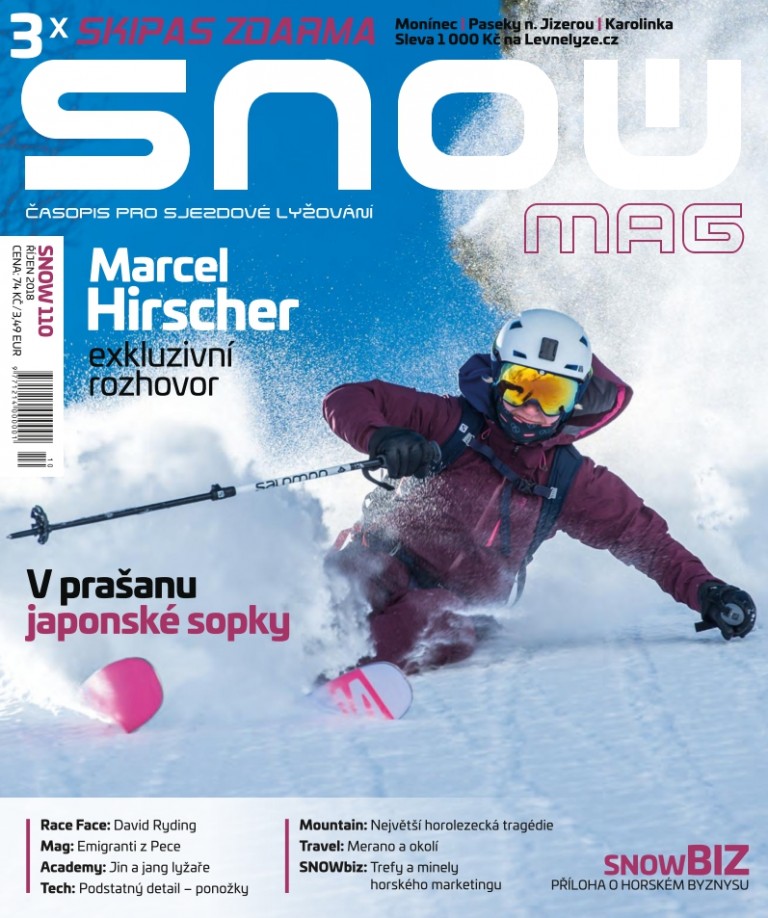 3x SKIPAS ZDARMA
Monínec | Paseky n. Jizerou | Karolinka
Sleva 1 000 Kč na Levnelyze.cz
SNOW
ČASOPIS PRO SJEZDOVÉ LYŽOVÁNÍ
MAG
SNOW 110
ŘÍJEN 2018
CENA: 74 KČ/3,49 EUR
Marcel
Hirscher
exkluzivní
rozhovor
salomon
V prašanu
japonské sopky
Race Face: David Ryding
Mag: Emigranti z Pece
Academy: Jin a jang lyžaře
Tech: Podstatný detail – ponožky
Mountain: Největší horolezecká tragédie
Travel: Merano a okolí
SNOWbiz: Trefy a minely
horského marketingu
SNOWBIZ
PŘÍLOHA O HORSKÉM BYZNYSU